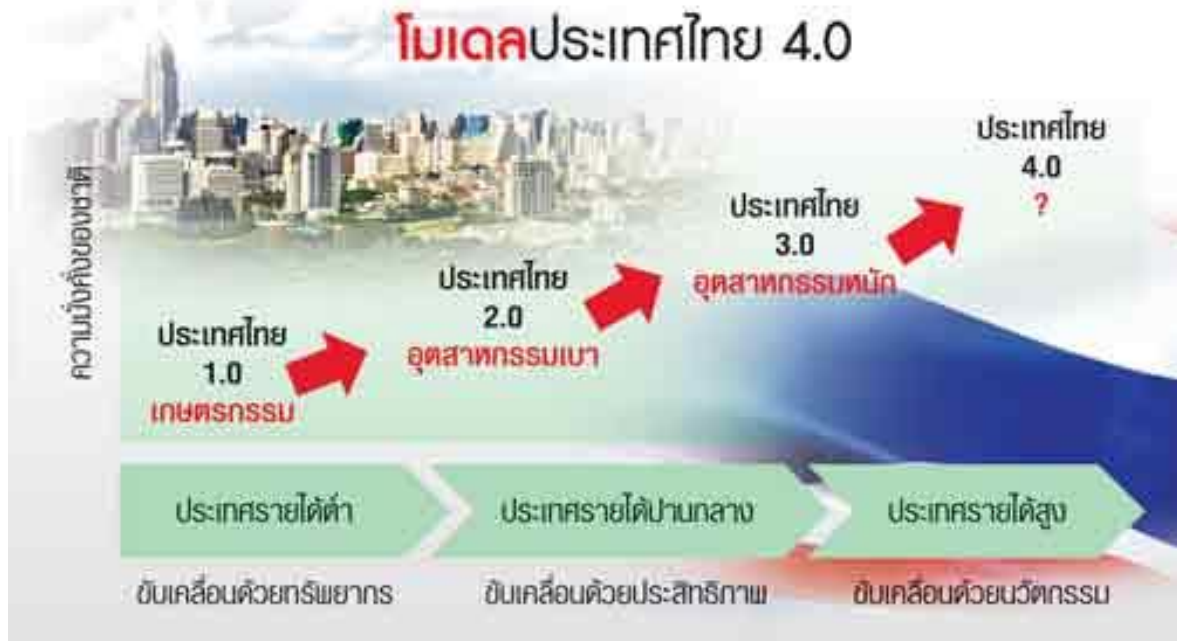 โมเดลประเทศไทย 4.0
ความมั่งคั่งของชาติ
ประเทศไทย
1.0
เกษตรกรรม
ประเทศไทย
2.0
อุตสาหกรรมเบา
ประเทศไทย
3.0
อุตสาหกรรมหนัก
ประเทศไทย
4.0
?
ประเทศรายได้ต่ำ
ประเทศรายได้ปานกลาง
ประเทศรายได้สูง
ขับเคลื่อนด้วยทรัพยากร
ขับเคลื่อนด้วยประสิทธิภาพ
ขับเคลื่อนด้วยนวัตกรรม